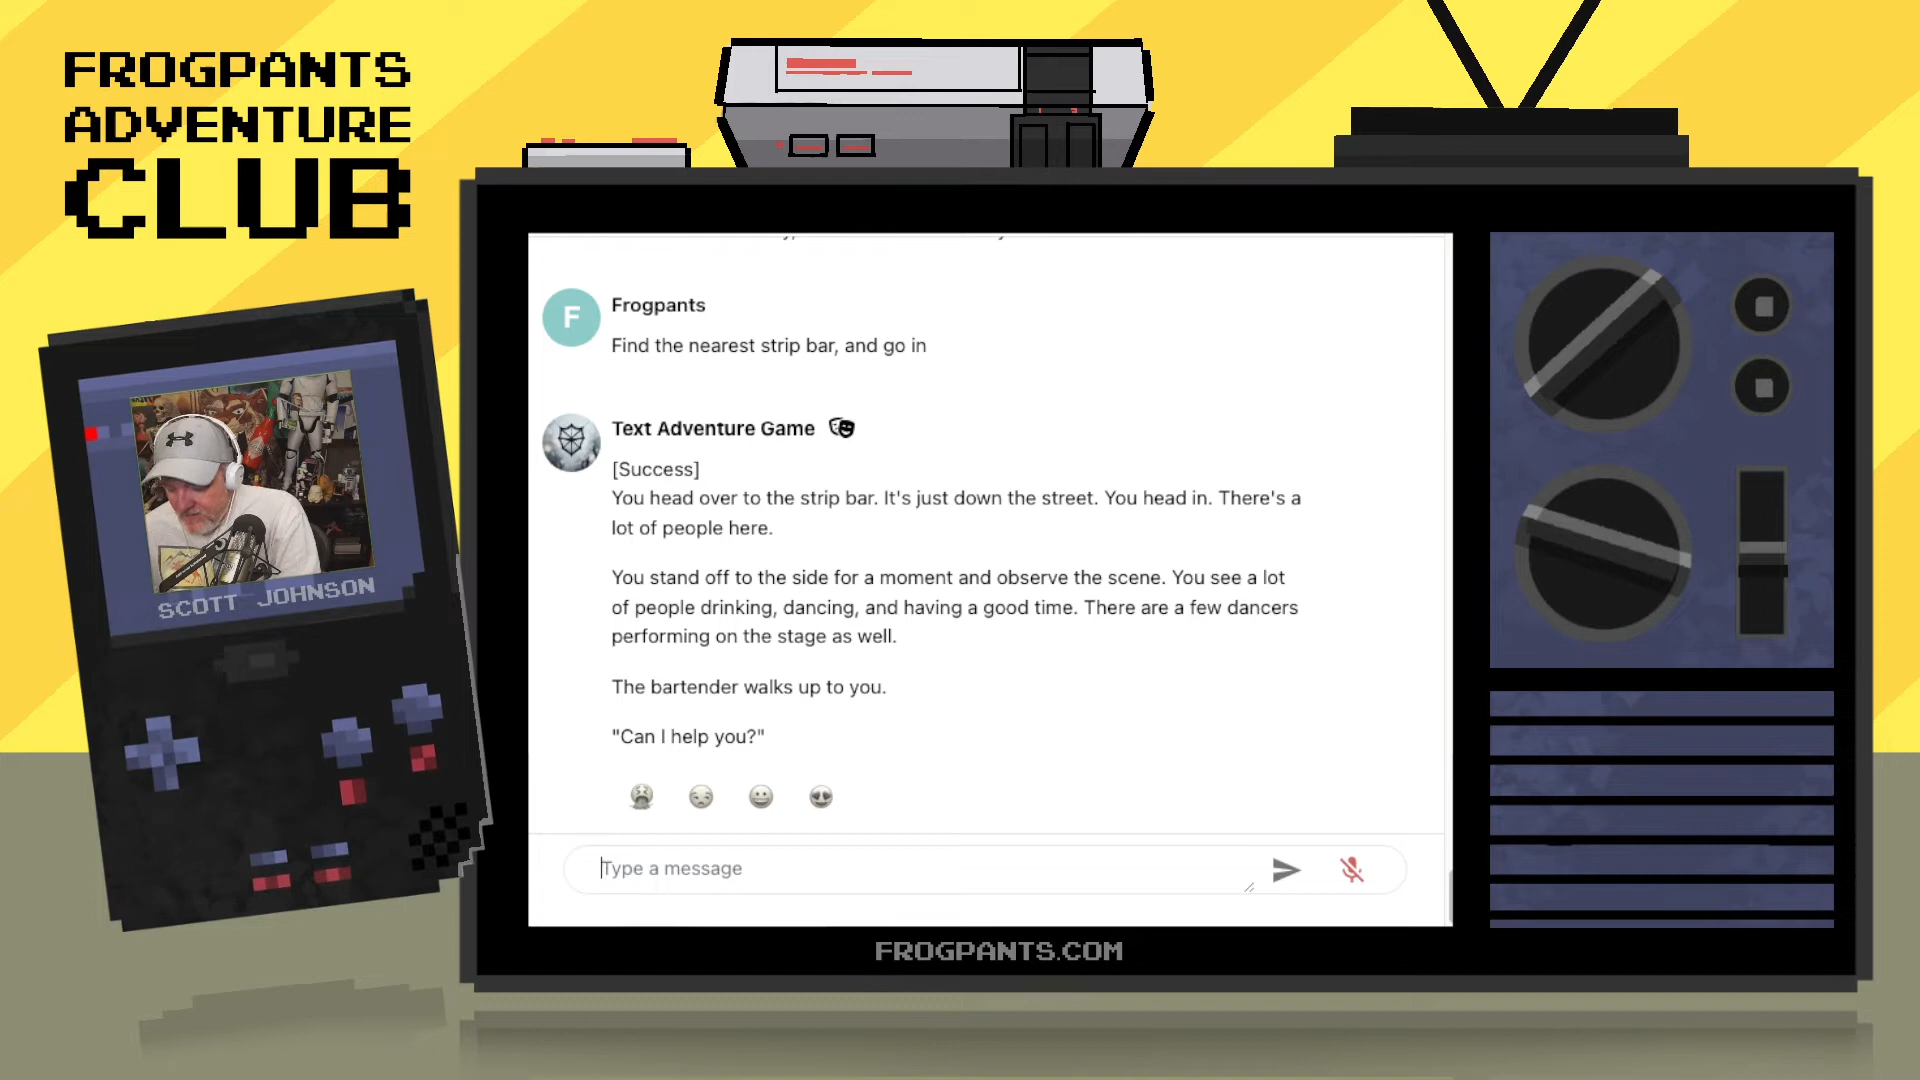 FROGPANTS
ADVENTURE
CLUB
SCOTT JOHNSON
F
Frogpants
Find the nearest strip bar, and go in
Text Adventure Game
[Success]
You head over to the strip bar. It's just down the street. You head in. There's a
lot of people here.
You stand off to the side for a moment and observe the scene. You see a lot
of people drinking, dancing, and having a good time. There are a few dancers
performing on the stage as well.
The bartender walks up to you.
"Can I help you?"
Type a message
FROGPANTS.COM